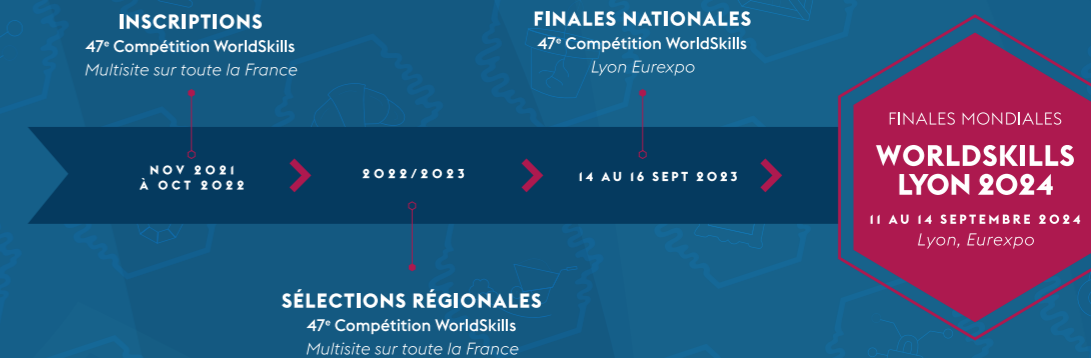 INSCRIPTIONS
47e Compétition WorldSkills
Multisite sur toute la France
FINALES NATIONALES
47e Compétition WorldSkills
Lyon Eurexpo
NOV 2021
À OCT 2022
2022/2023
14 AU 16 SEPT 2023
FINALES MONDIALES
WORLDSKILLS
LYON 2024
11 AU 14 SEPTEMBRE 2024
Lyon, Eurexpo
SÉLECTIONS RÉGIONALES
47e Compétition WorldSkills
Multisite sur toute la France